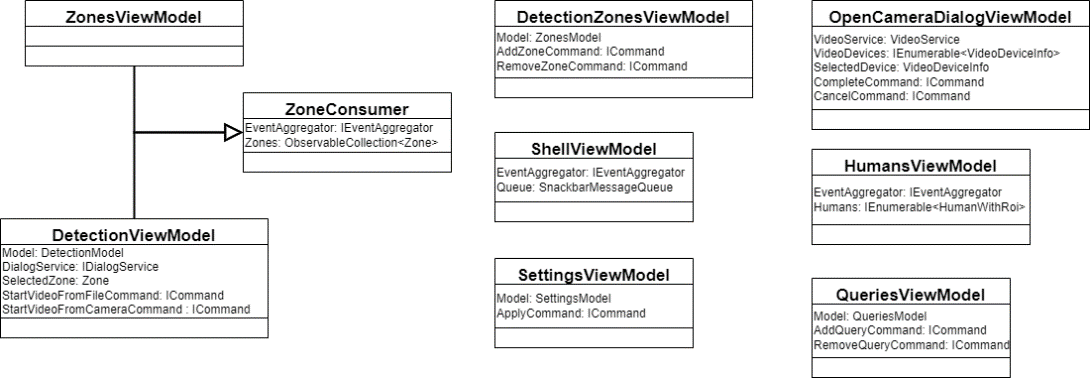 ZonesViewModel
ZoneConsumer
EventAggregator: IEventAggregator
Zones: ObservableCollection<Zone>
DetectionViewModel
Model: DetectionModel
DialogService: IDialogService
SelectedZone: Zone
StartVideoFromFileCommand: ICommand
StartVideoFromCameraCommand : ICommand
DetectionZonesViewModel
Model: ZonesModel
AddZoneCommand: ICommand
RemoveZoneCommand: ICommand
ShellViewModel
EventAggregator: IEventAggregator
Queue: SnackbarMessageQueue
SettingsViewModel
Model: SettingsModel
ApplyCommand: ICommand
OpenCameraDialogViewModel
VideoService: VideoService
VideoDevices: IEnumerable<VideoDeviceInfo>
SelectedDevice: VideoDeviceInfo
CompleteCommand: ICommand
CancelCommand: ICommand
HumansViewModel
EventAggregator: IEventAggregator
Humans: IEnumerable<HumanWithRoi>
QueriesViewModel
Model: QueriesModel
AddQueryCommand: ICommand
RemoveQueryCommand: ICommand